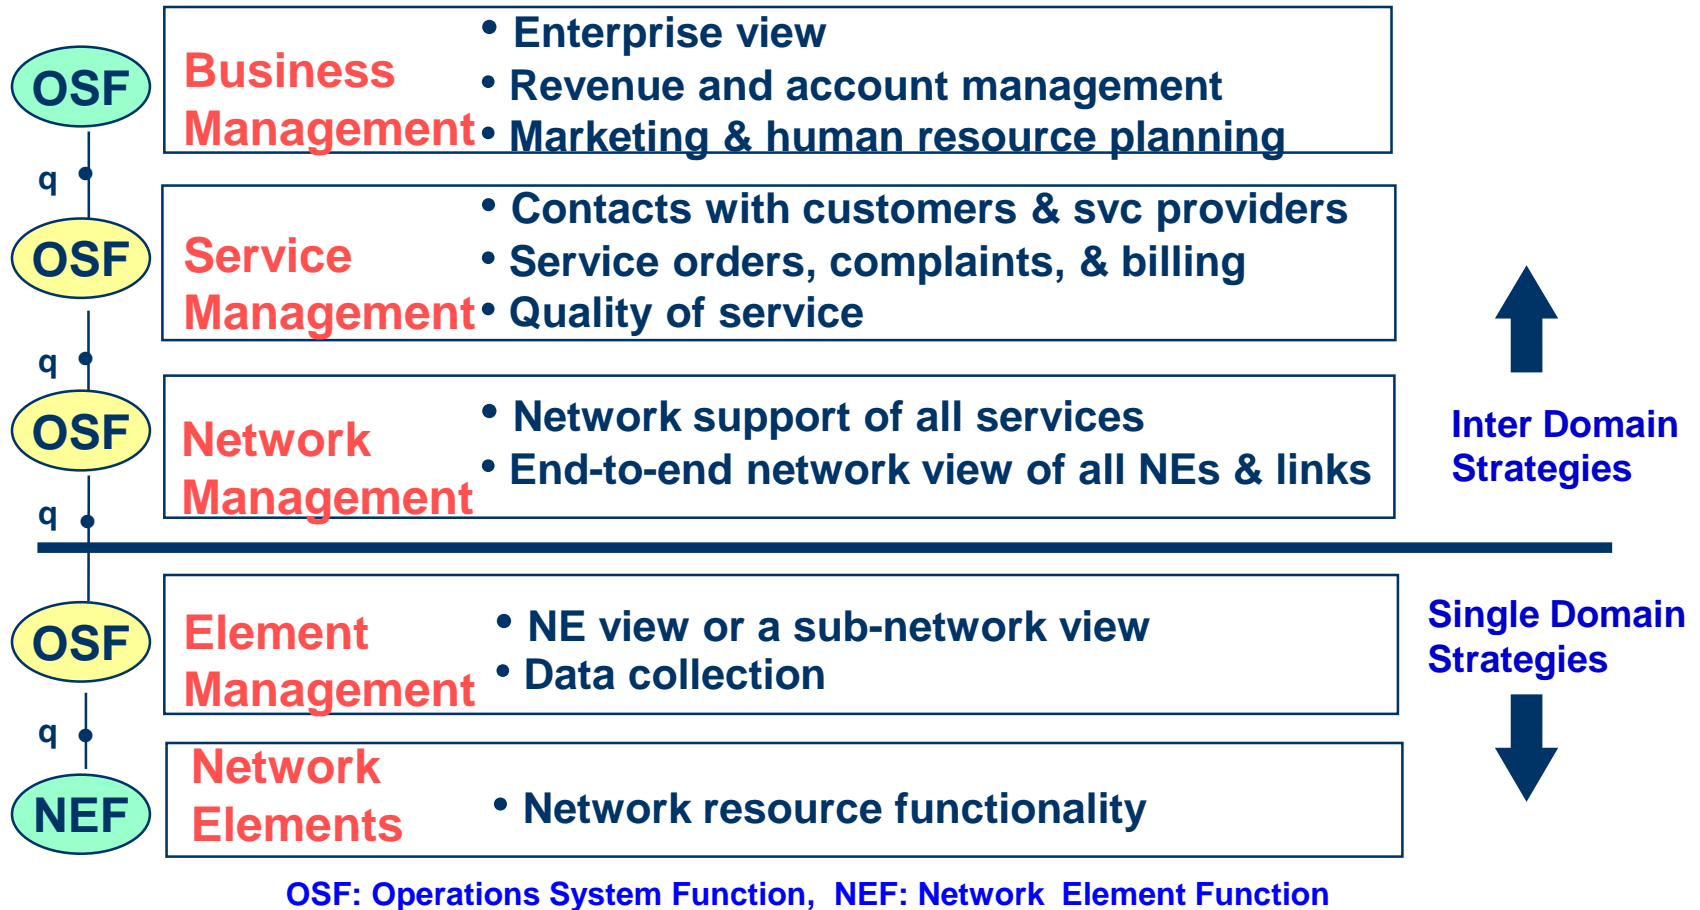 OSF
Business
Management
• Enterprise view
• Revenue and account management
• Marketing & human resource planning
q
OSF
Service
Management
• Contacts with customers & svc providers
• Service orders, complaints, & billing
• Quality of service
q
OSF
Network
Management
• Network support of all services
• End-to-end network view of all NEs & links
Inter Domain
Strategies
q
OSF
Element
Management
• NE view or a sub-network view
• Data collection
Single Domain
Strategies
q
NEF
Network
Elements
• Network resource functionality
OSF: Operations System Function, NEF: Network Element Function